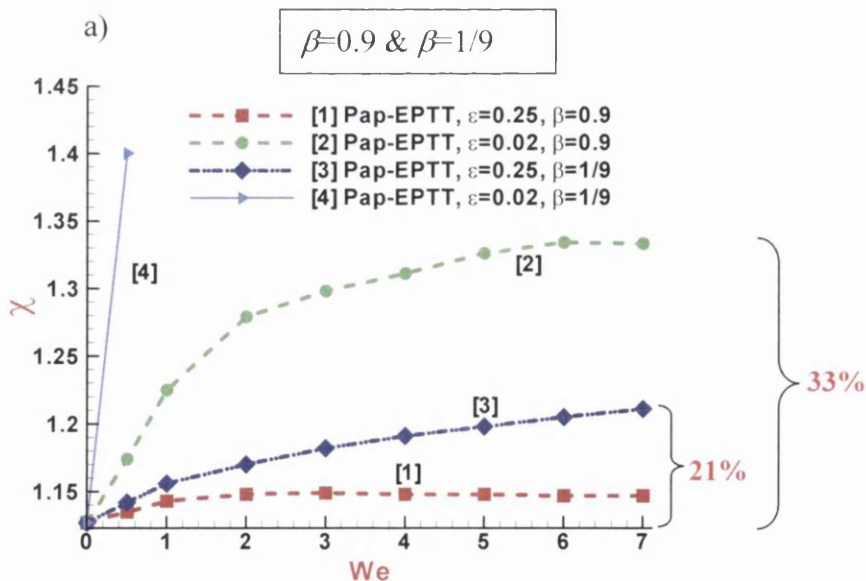 a)
β=0.9 & β=1/9
1.45
[1] Pap-EPTT, ε=0.25, β=0.9
[2] Pap-EPTT, ε=0.02, β=0.9
1.4
[3] Pap-EPTT, ε=0.25, β=1/9
[4] Pap-EPTT, ε=0.02, β=1/9
1.35
[4]
[2]
1.3
χ
1.25
33%
1.2
[3]
21%
[1]
1.15
0 1 2 3 4 5 6 7
We